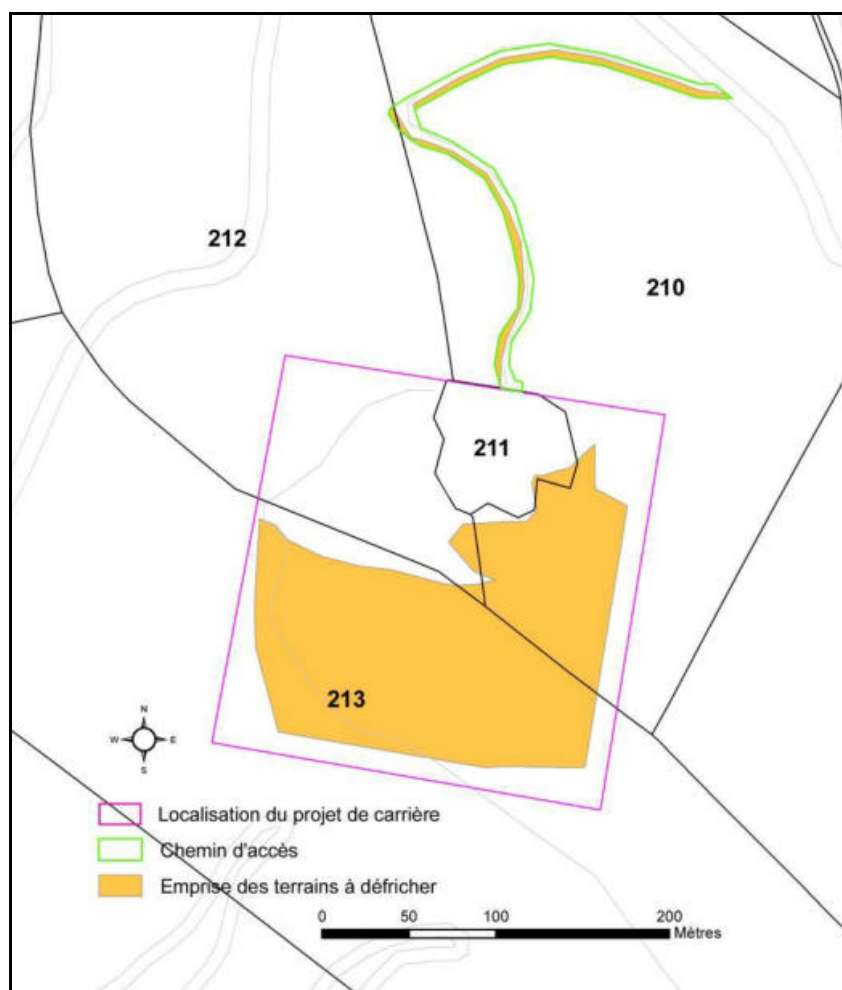 212
210
211
213
N
W E
S
Localisation du projet de carrière
Chemin d'accès
Emprise des terrains à défricher
0 50 100 200
Mètres